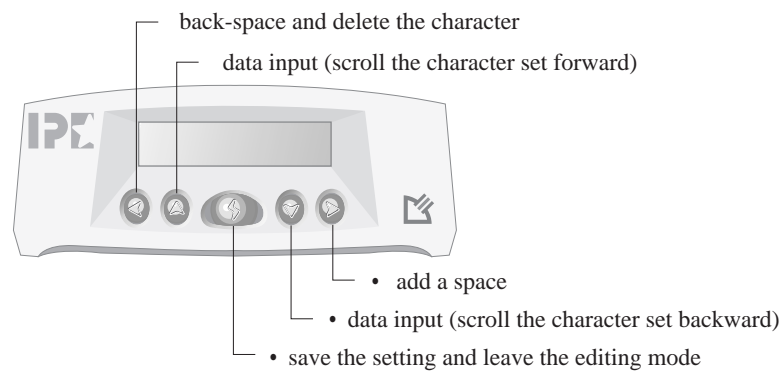 back-space and delete the character
data input (scroll the character set forward)
IPC
• add a space
• data input (scroll the character set backward)
• save the setting and leave the editing mode